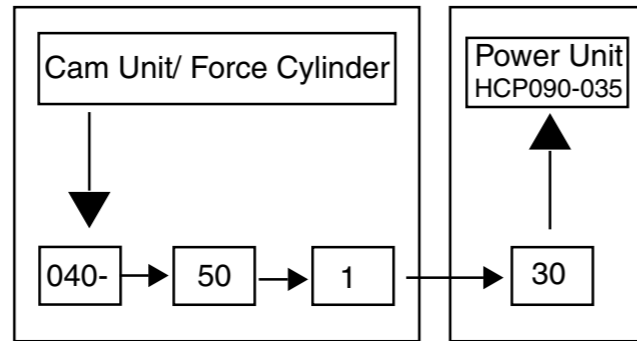 Cam Unit/ Force Cylinder
Power Unit
HCP090-035
040-
50
1
30